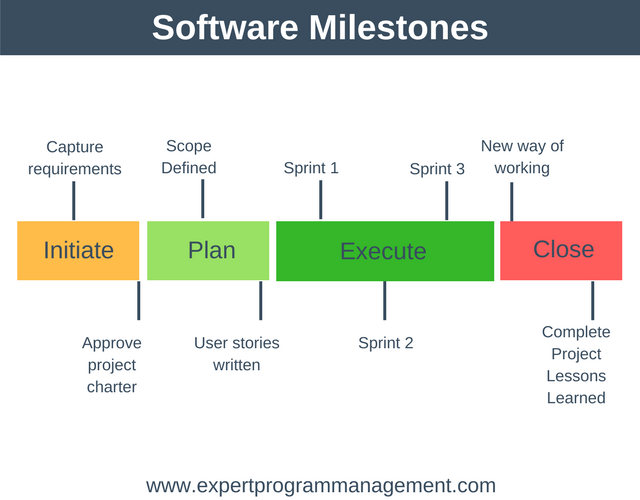 Software Milestones
Capture
requirements
Scope
Defined
Sprint 1
Sprint 3
New way of
working
Initiate
Plan
Execute
Close
Approve
project
charter
User stories
written
Sprint 2
Complete
Project
Lessons
Learned
www.expertprogrammanagement.com